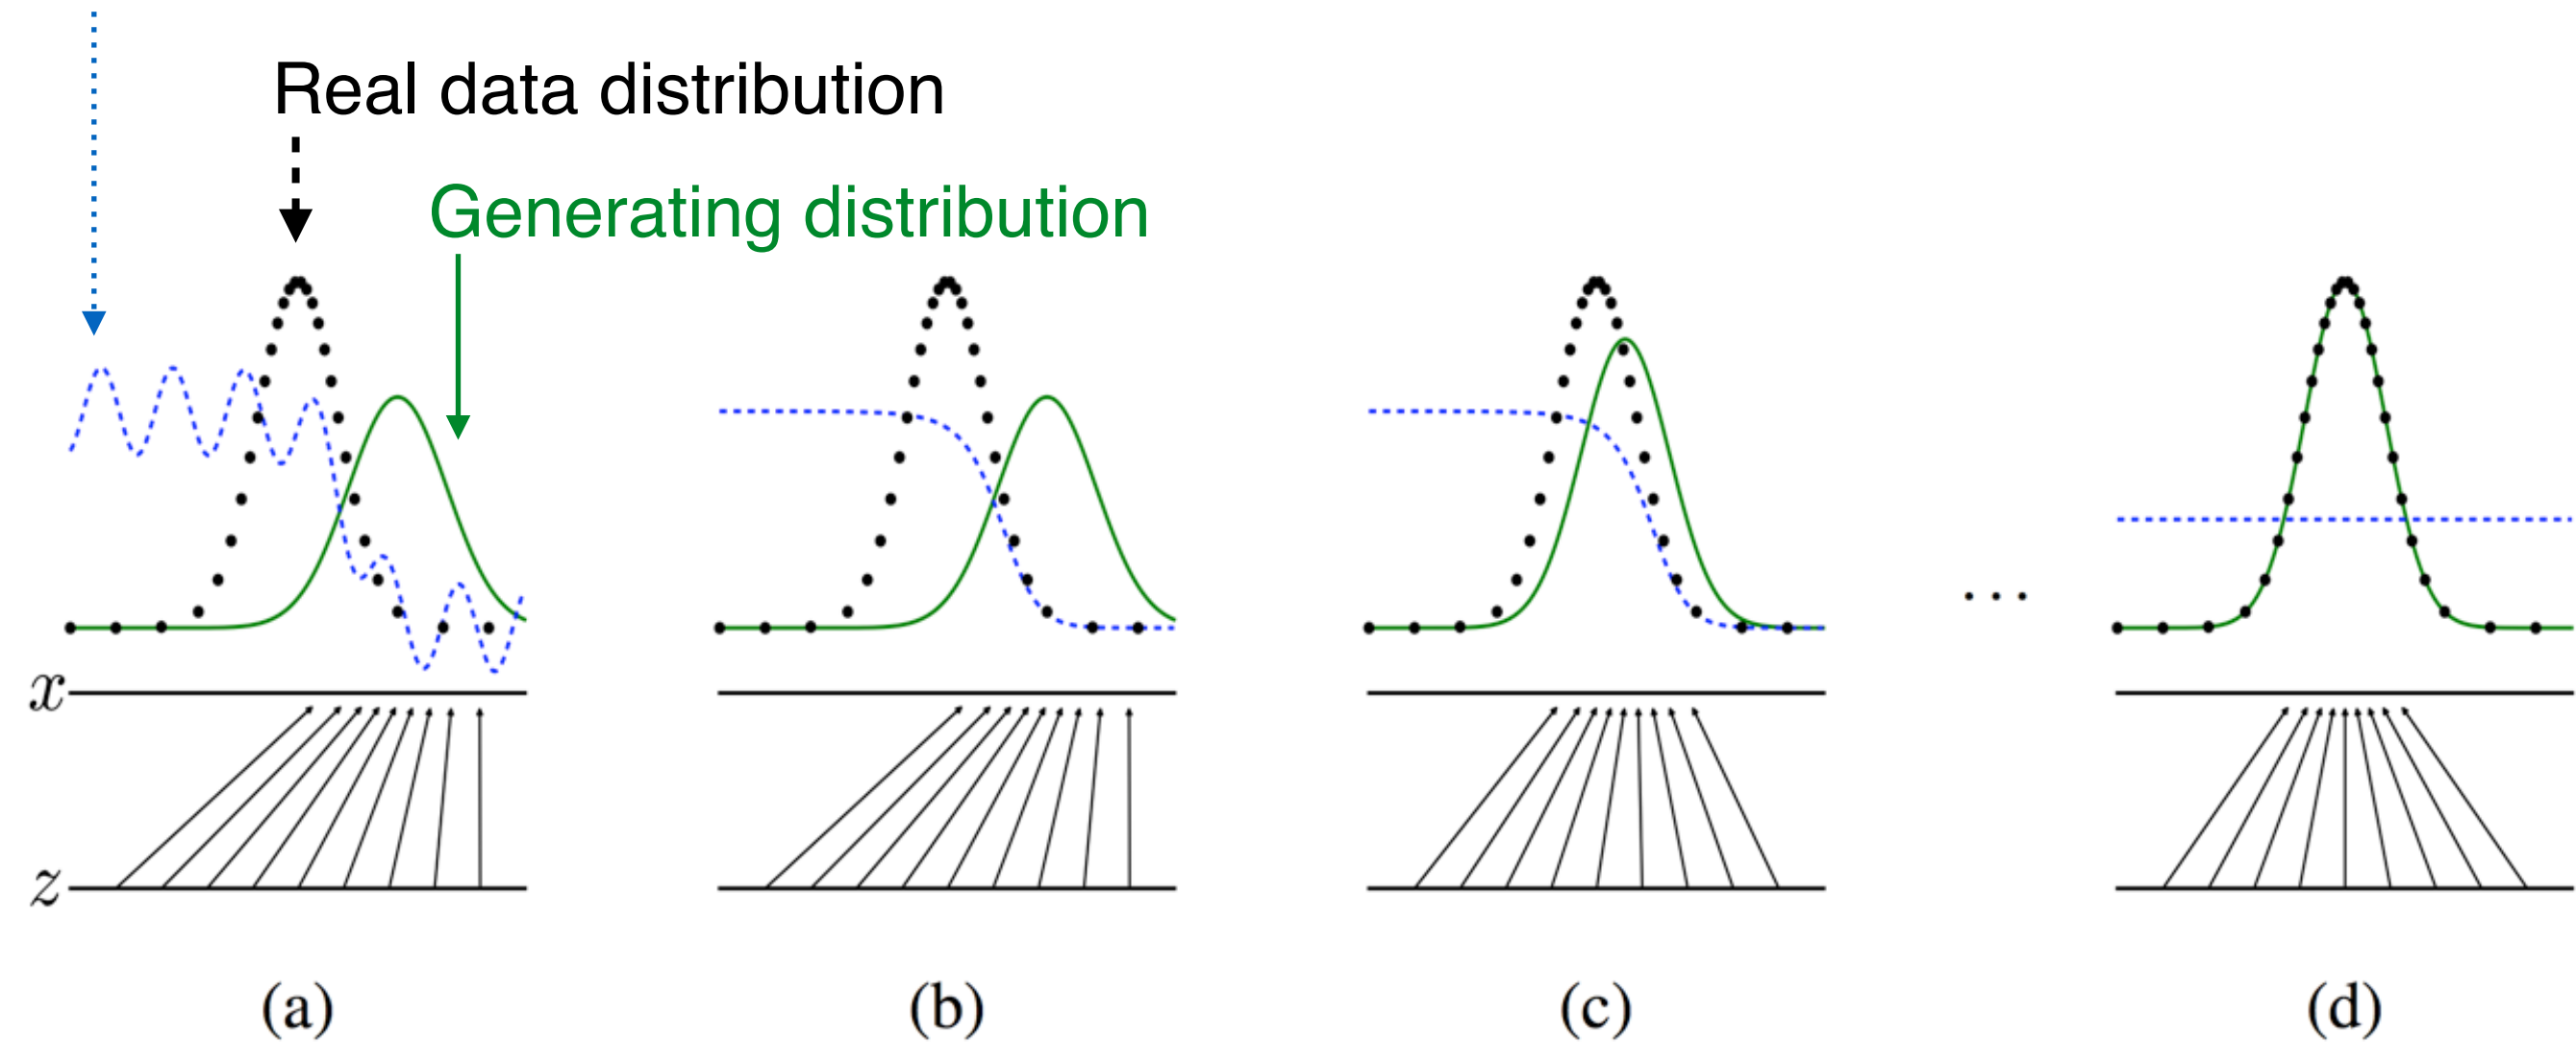 Real data distribution
Generating distribution
...
x
z
(a) (b) (c) (d)